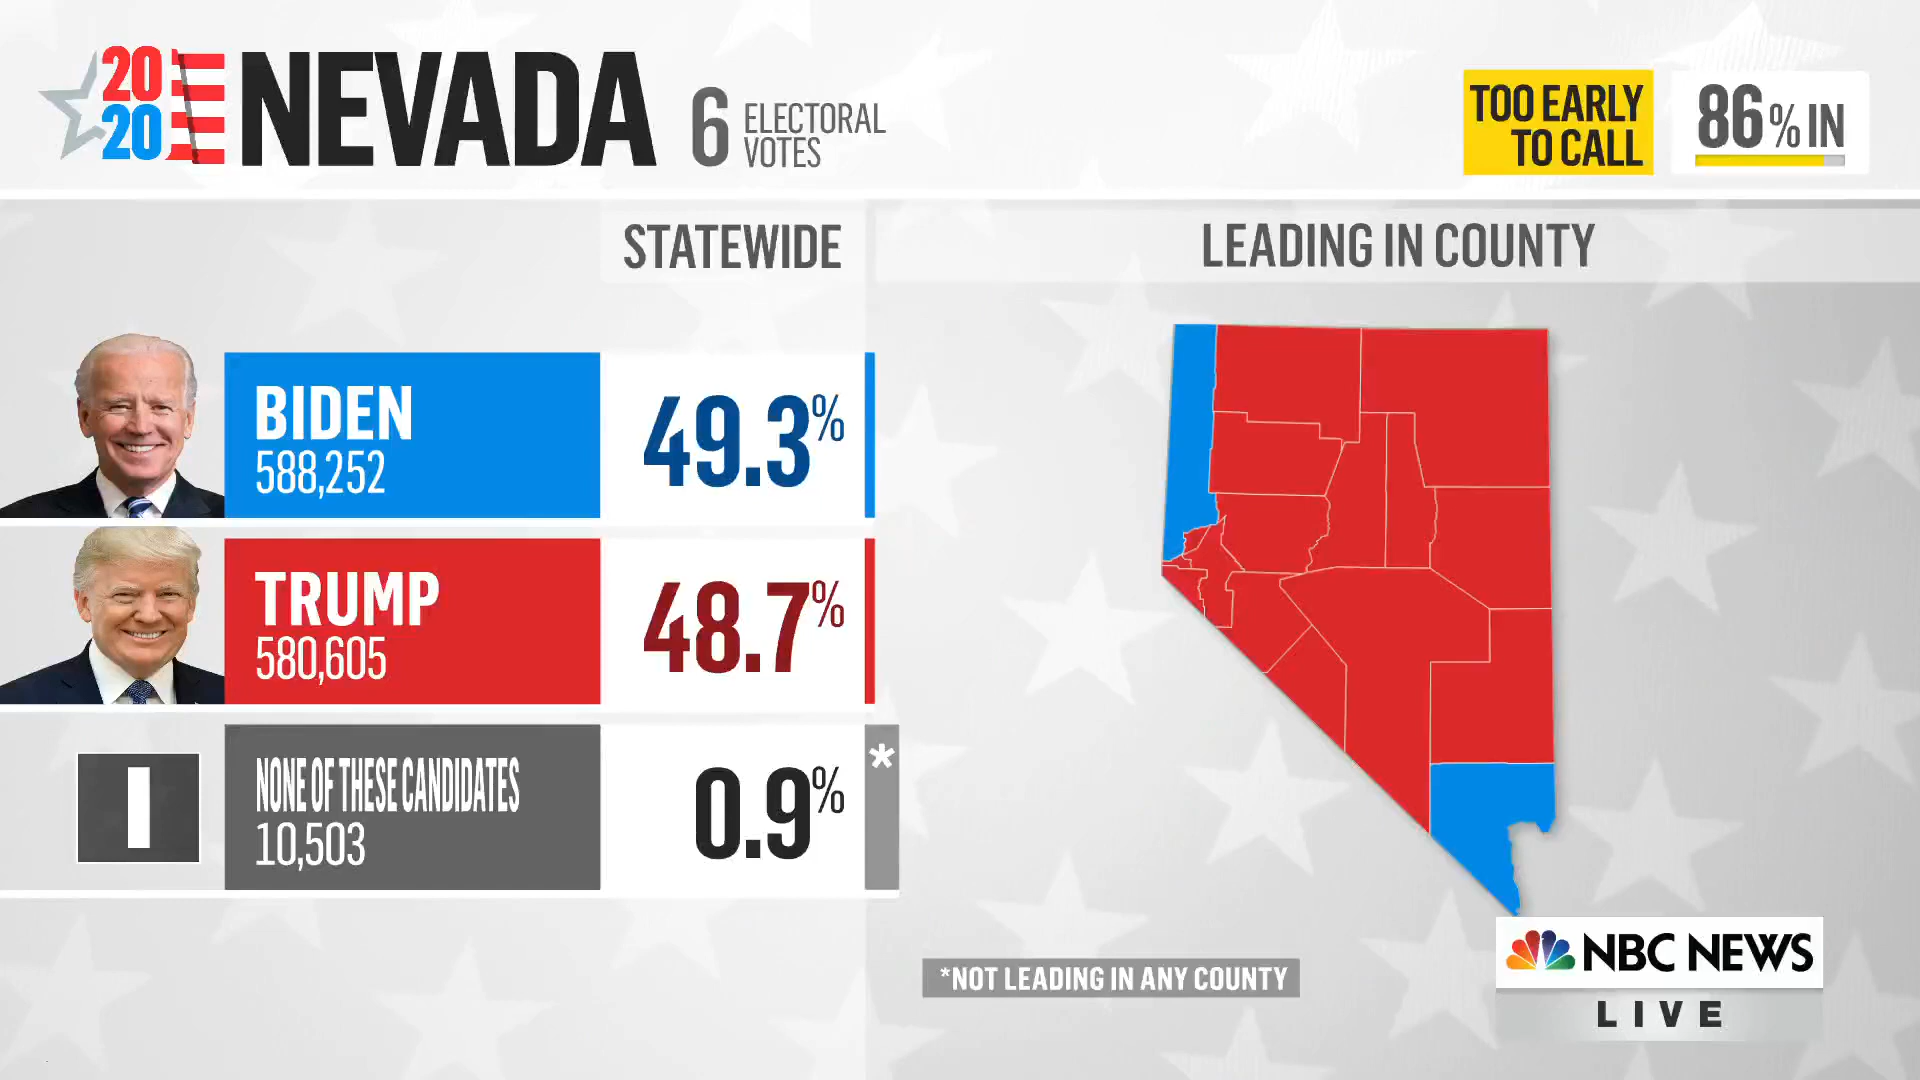 2020 NEVADA 6 ELECTORAL VOTES
TOO EARLY
TO CALL
86% IN
STATEWIDE
LEADING IN COUNTY
BIDEN
588,252
49.3%
TRUMP
580,605
48.7%
I
NONE OF THESE CANDIDATES
10,503
0.9%
*
*NOT LEADING IN ANY COUNTY
NBC NEWS
LIVE